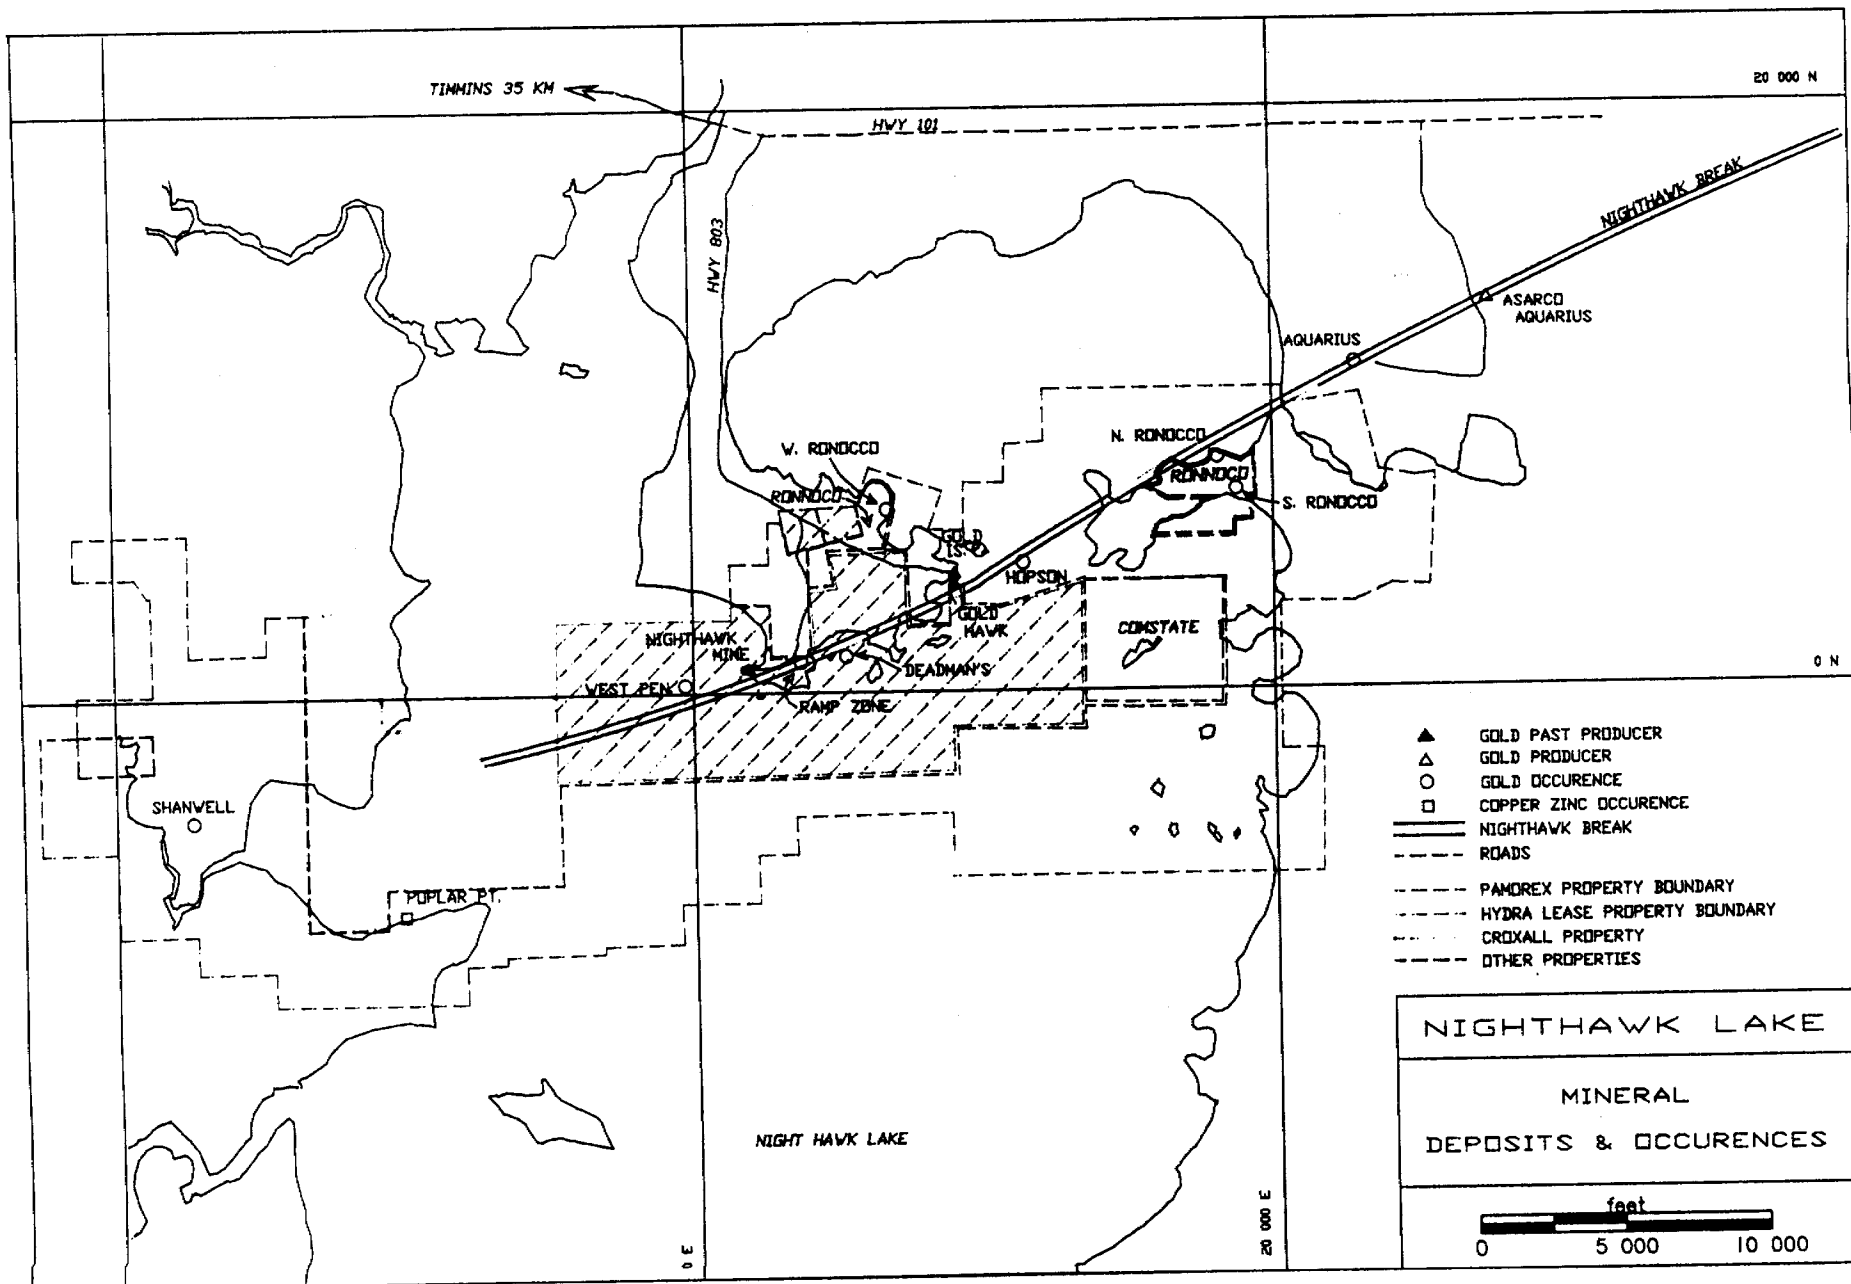 20 000 N
TIMMINS 35 KM
HWY 101
NIGHTHAWK BREAK
HWY 803
ASARCO
AQUARIUS
AQUARIUS
N. RONOCCO
W. RONOCCO
RONNOCO
RONNOCO
S. RONOCCO
GOLD
IS.
HOPSON
GOLD
HAWK
COMSTATE
NIGHTHAWK
MINE
DEADMAN'S
WEST PEN.
RAMP ZONE
0 N
SHANWELL
POPLAR PT.
GOLD PAST PRODUCER
GOLD PRODUCER
GOLD OCCURENCE
COPPER ZINC OCCURENCE
NIGHTHAWK BREAK
ROADS
PAMOREX PROPERTY BOUNDARY
HYDRA LEASE PROPERTY BOUNDARY
CROXALL PROPERTY
OTHER PROPERTIES
NIGHT HAWK LAKE
0 E
20 000 E
NIGHTHAWK LAKE
MINERAL
DEPOSITS & OCCURENCES
feet
0 5 000 10 000